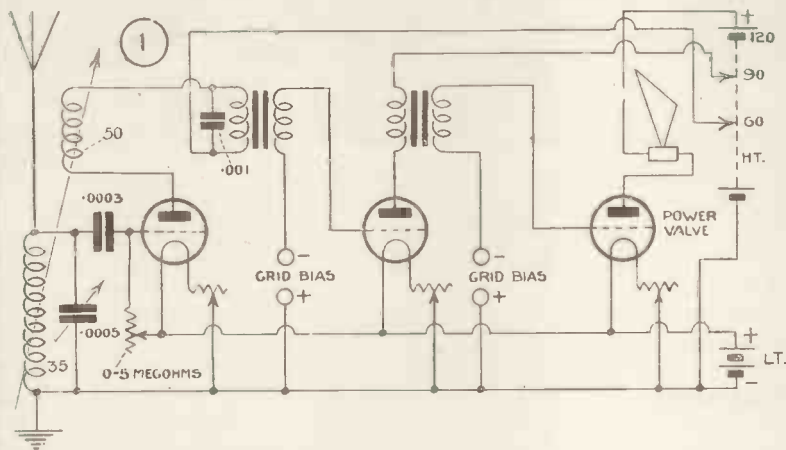 1
+
120
90
60
HT.
50
.001
.0003
POWER
VALVE
-
GRID BIAS
+
-
GRID BIAS
+
.0005
35
0-5 MEGOHMS
+
LT.
-